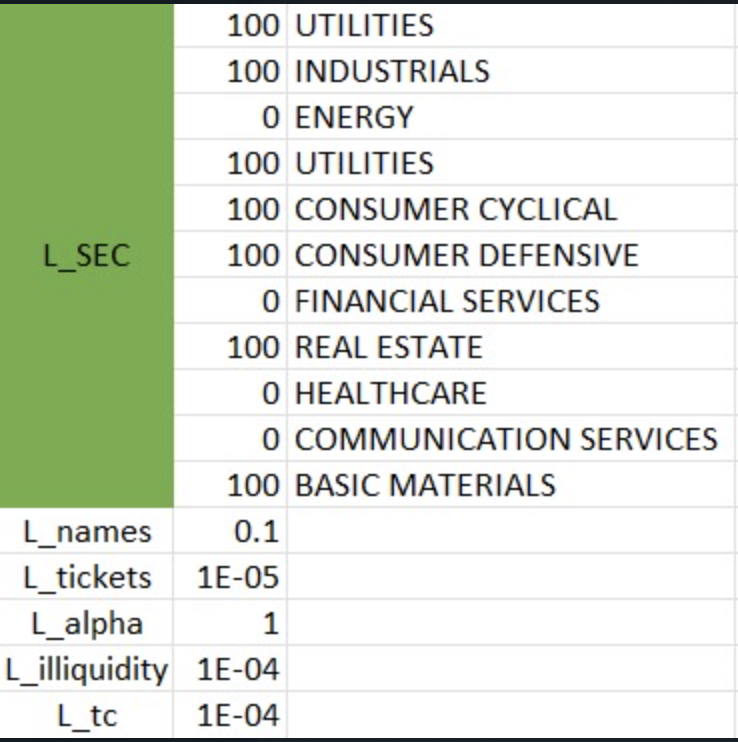 100 UTILITIES
100 INDUSTRIALS
0 ENERGY
100 UTILITIES
100 CONSUMER CYCLICAL
L_SEC 100 CONSUMER DEFENSIVE
0 FINANCIAL SERVICES
100 REAL ESTATE
0 HEALTHCARE
0 COMMUNICATION SERVICES
100 BASIC MATERIALS
L_names 0.1
L_tickets 1E-05
L_alpha 1
L_illiquidity 1E-04
L_tc 1E-04